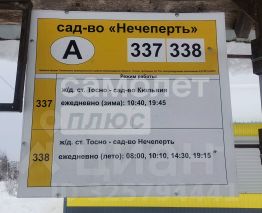 сад-во «Нечеперть»
А 337 338
Режим работы:
337
ж/д. ст. Тосно - сад-во Кюльвия
ежедневно (зима): 10:40, 19:45
338
ж/д. ст. Тосно - сад-во Нечеперть
ежедневно (лето): 08:00, 10:10, 14:30, 19:15